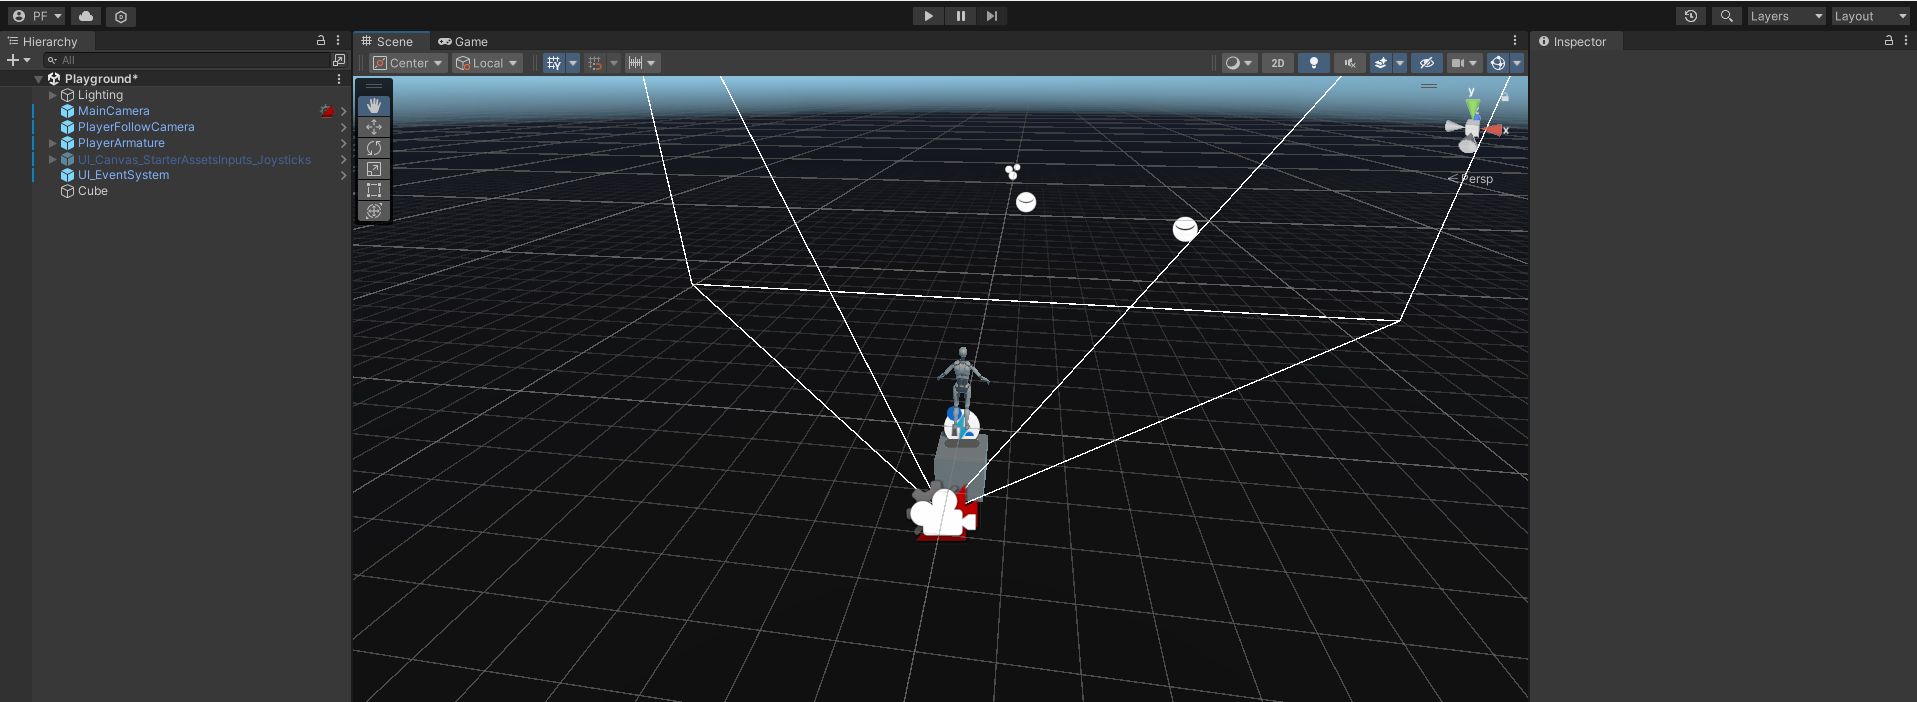 PF
Layers
Layout
Hierarchy
Scene
Game
Inspector
All
Center
Local
2D
Playground*
Lighting
MainCamera
PlayerFollowCamera
PlayerArmature
UI_Canvas_StarterAssetsInputs_Joysticks
UI_EventSystem
Cube
y
x
< Persp